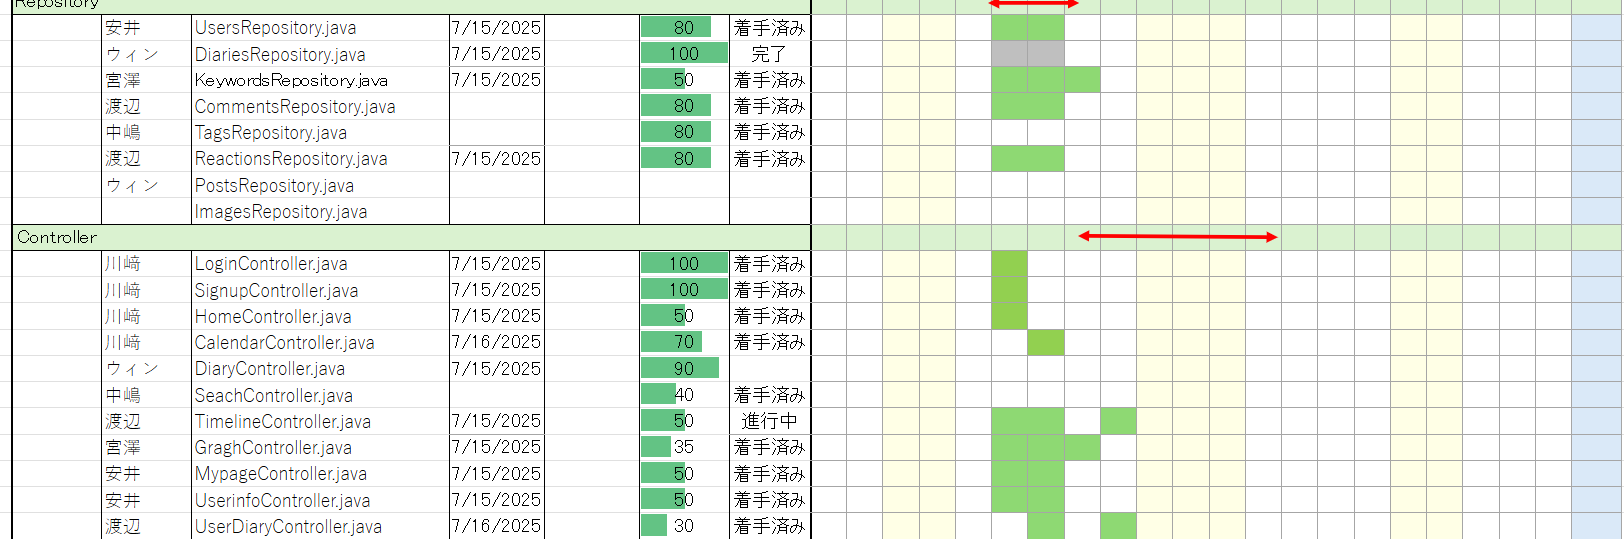 Repository
安井 UsersRepository.java 7/15/2025 80 着手済み
ウィン DiariesRepository.java 7/15/2025 100 完了
宮澤 KeywordsRepository.java 7/15/2025 50 着手済み
渡辺 CommentsRepository.java 80 着手済み
中嶋 TagsRepository.java 80 着手済み
渡辺 ReactionsRepository.java 7/15/2025 80 着手済み
ウィン PostsRepository.java
ImagesRepository.java
Controller
川﨑 LoginController.java 7/15/2025 100 着手済み
川﨑 SignupController.java 7/15/2025 100 着手済み
川﨑 HomeController.java 7/15/2025 50 着手済み
川﨑 CalendarController.java 7/16/2025 70 着手済み
ウィン DiaryController.java 7/15/2025 90
中嶋 SeachController.java 40 着手済み
渡辺 TimelineController.java 7/15/2025 50 進行中
宮澤 GraghController.java 7/15/2025 35 着手済み
安井 MypageController.java 7/15/2025 50 着手済み
安井 UserinfoController.java 7/15/2025 50 着手済み
渡辺 UserDiaryController.java 7/16/2025 30 着手済み